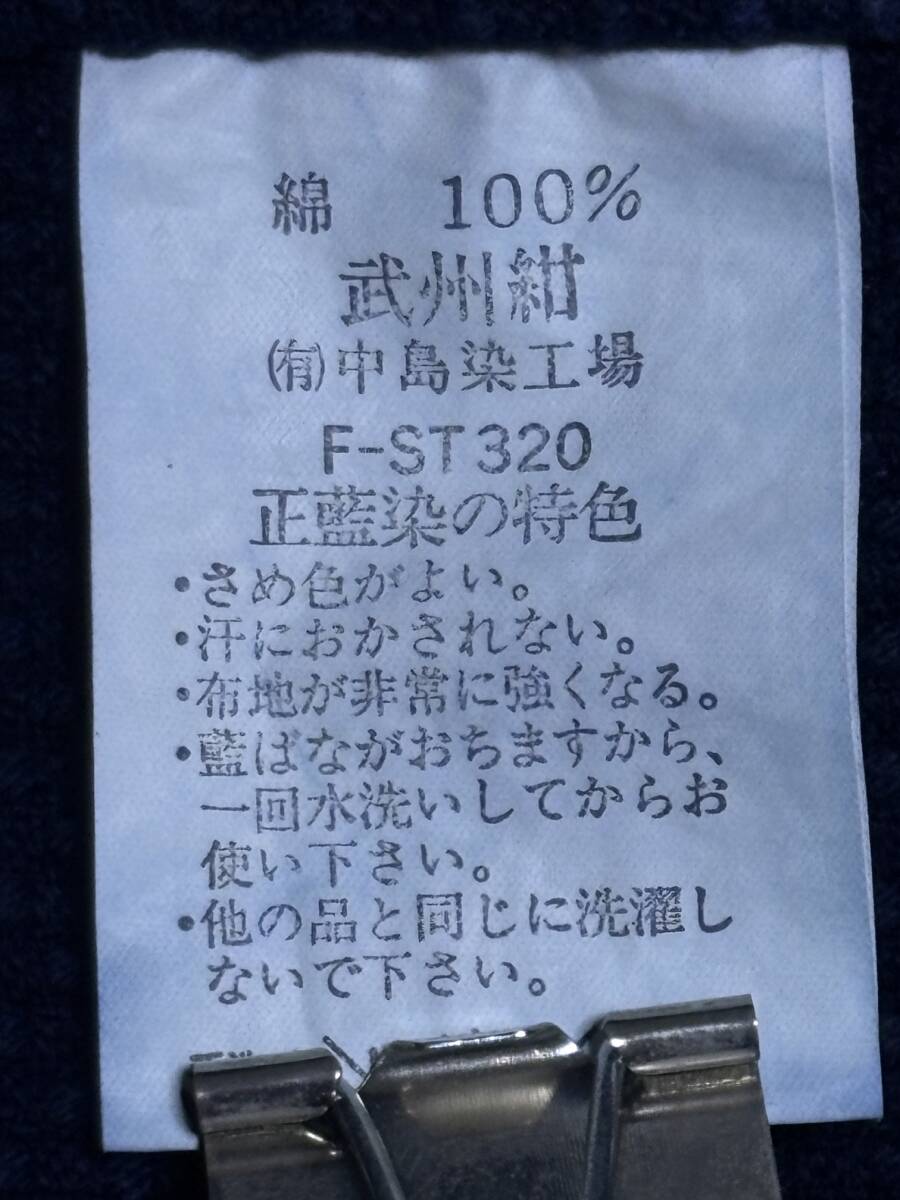 綿 100%
武州紺
㈲中島染工場
F-ST320
正藍染の特色
・さめ色がよい。
・汗におかされない。
・布地が非常に強くなる。
・藍ばながおちますから、
一回水洗いしてからお
使い下さい。
・他の品と同じに洗濯し
ないで下さい。